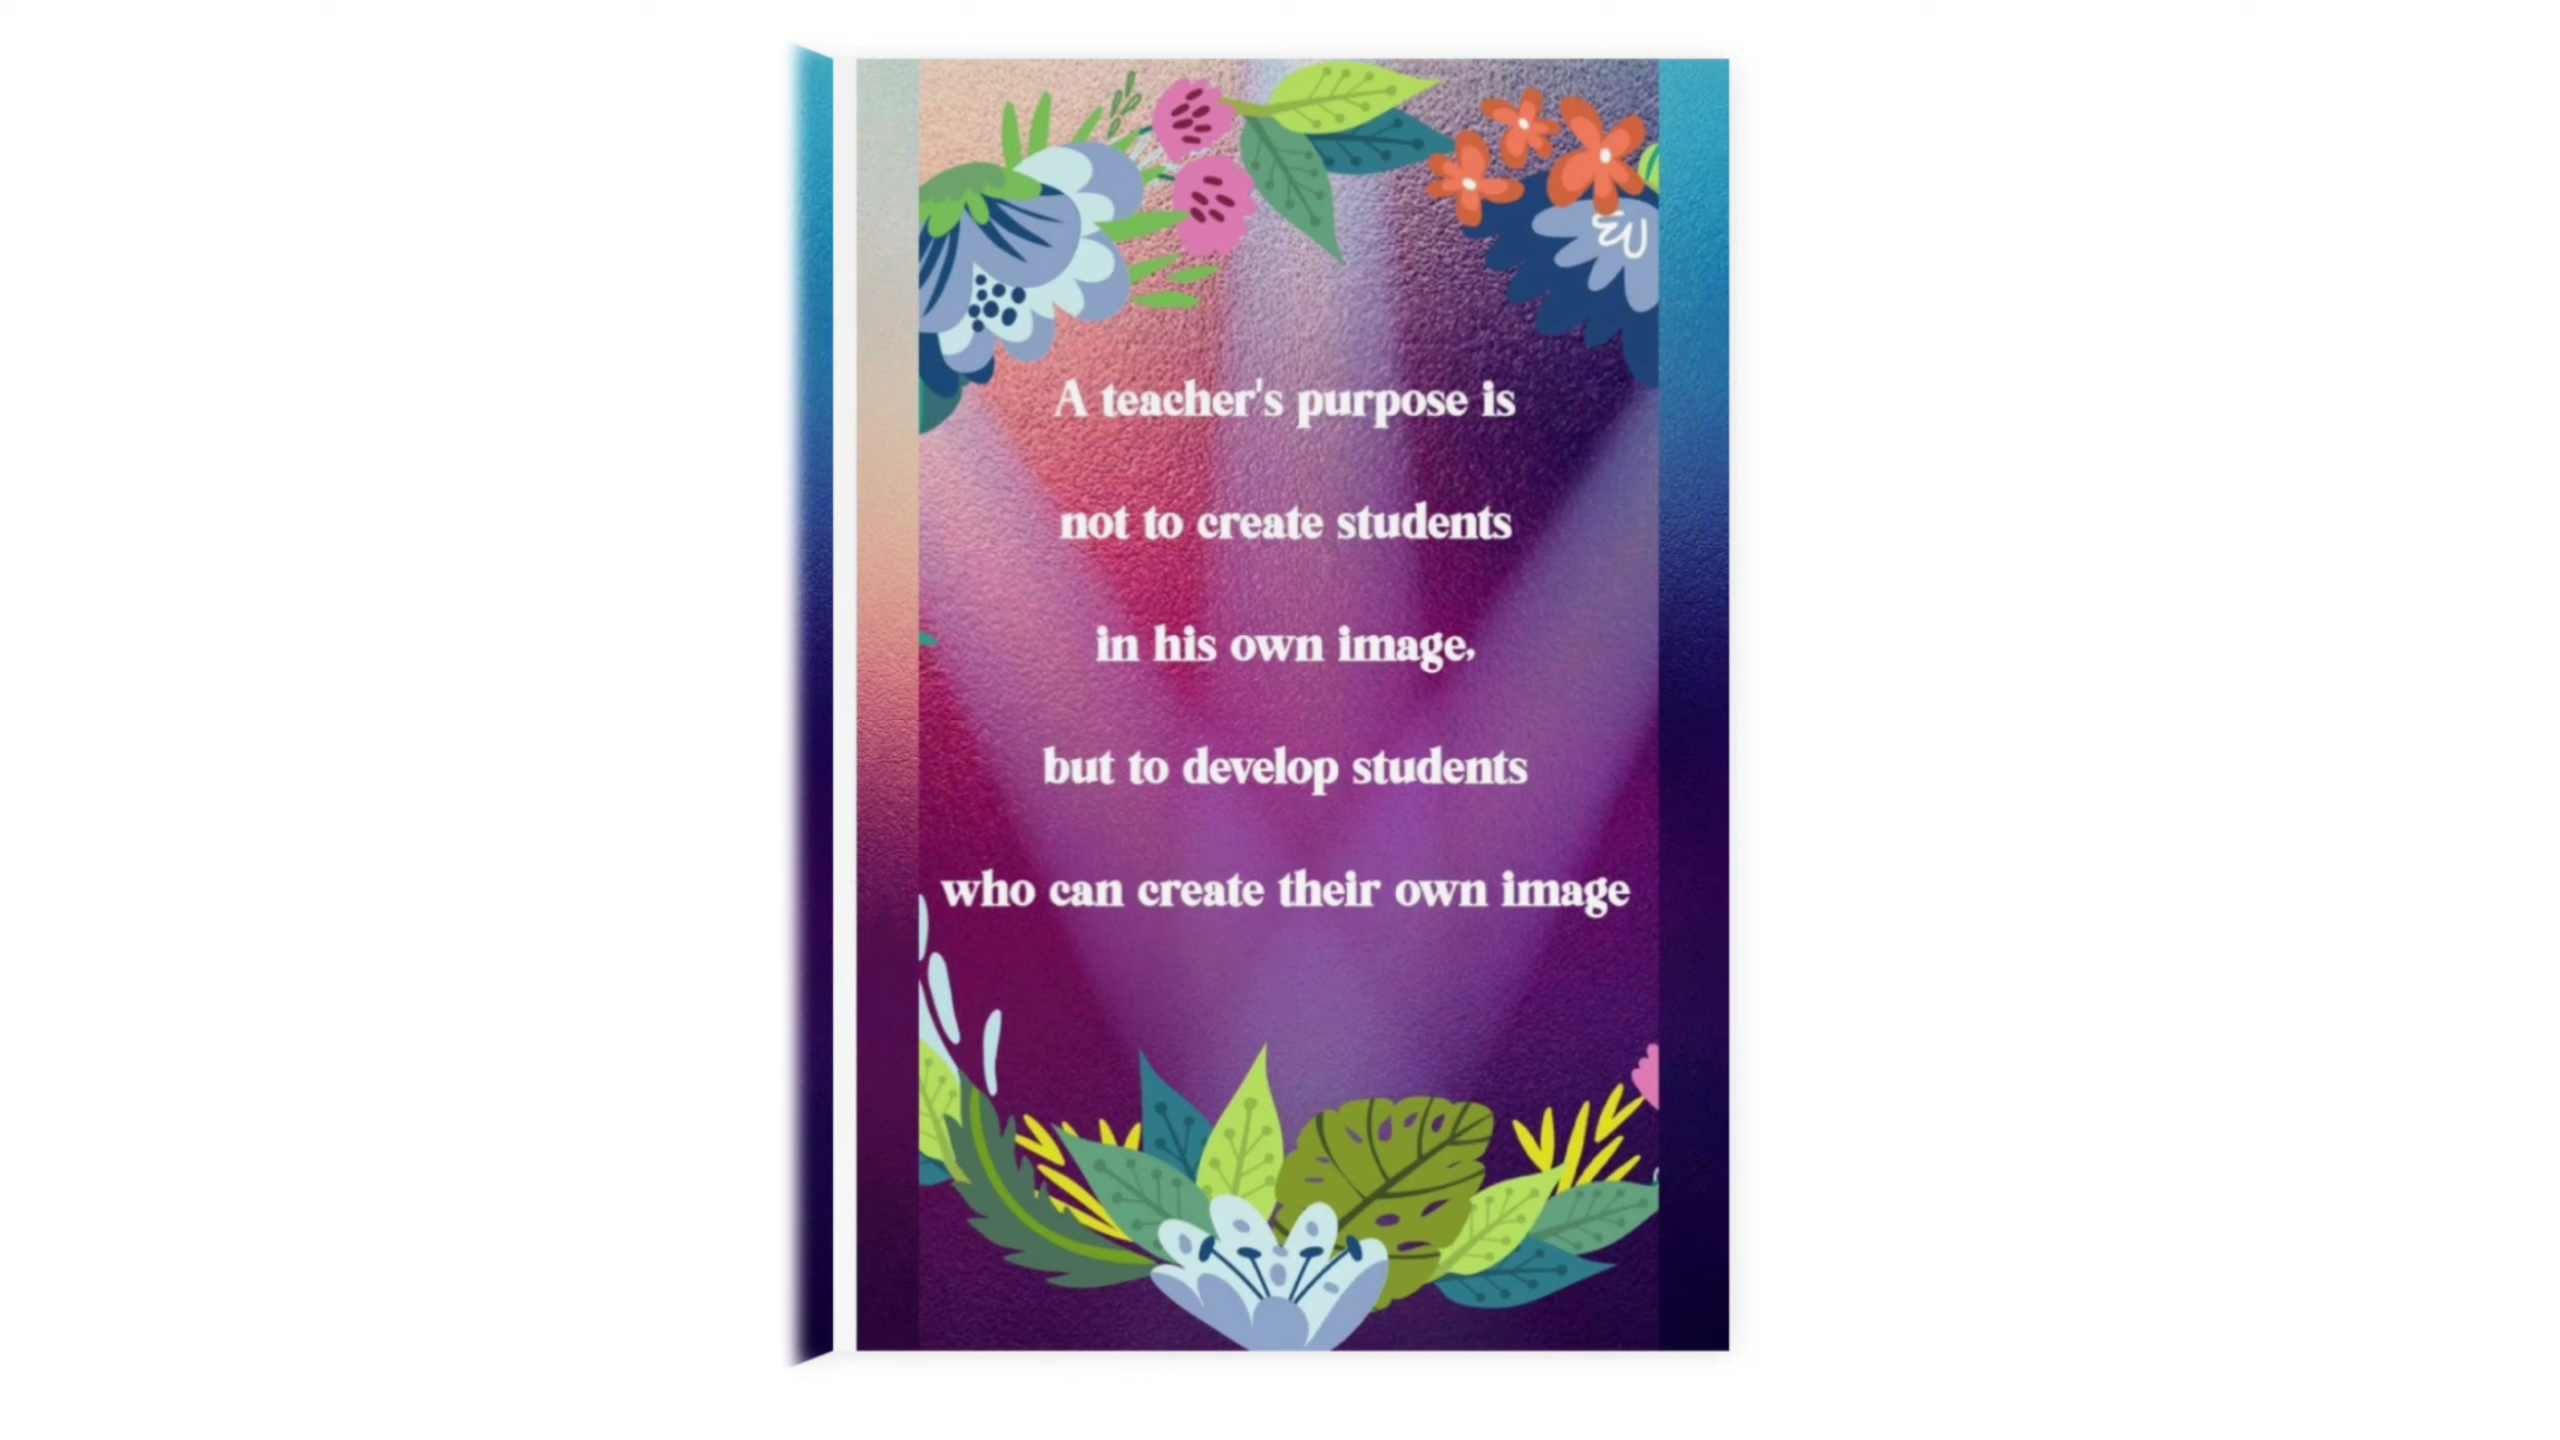 A teacher's purpose is
not to create students
in his own image,
but to develop students
who can create their own image